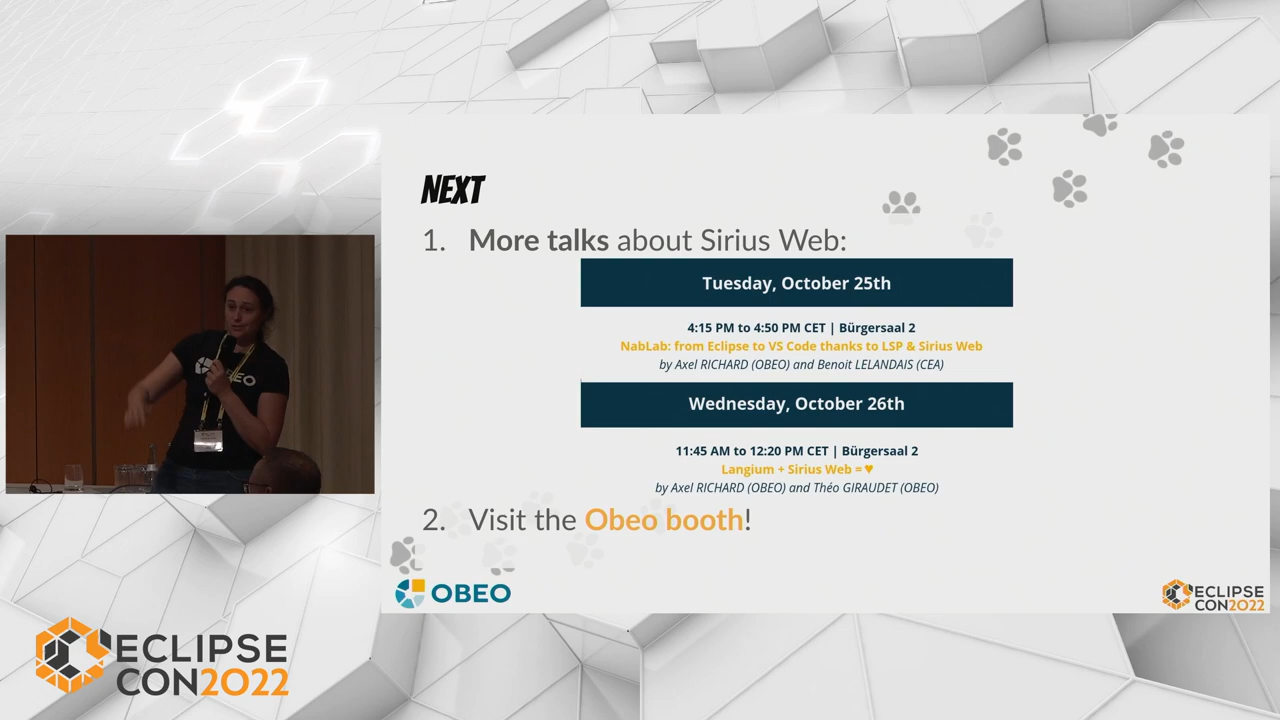 NEXT
1. More talks about Sirius Web:
Tuesday, October 25th
4:15 PM to 4:50 PM CET | Bürgersaal 2
NabLab: from Eclipse to VS Code thanks to LSP & Sirius Web
by Axel RICHARD (OBEO) and Benoit LELANDAIS (CEA)
Wednesday, October 26th
11:45 AM to 12:20 PM CET | Bürgersaal 2
Langium + Sirius Web = ♥
by Axel RICHARD (OBEO) and Théo GIRAUDET (OBEO)
2. Visit the Obeo booth!
OBEO
ECLIPSE
CON2022
ECLIPSE
CON2022